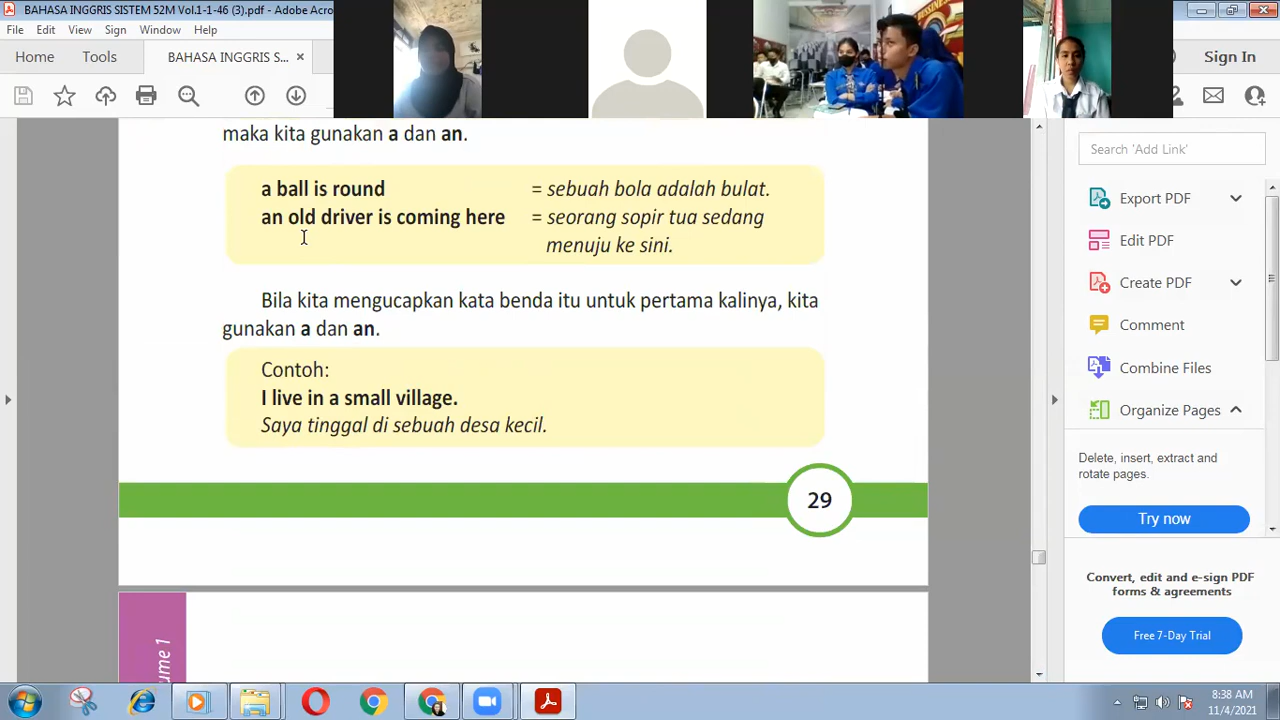 BAHASA INGGRIS SISTEM 52M Vol.1-1-46 (3).pdf - Adobe Acro
File Edit View Sign Window Help
Home Tools BAHASA INGGRIS S... ×
Sign In
maka kita gunakan a dan an.
a ball is round = sebuah bola adalah bulat.
an old driver is coming here = seorang sopir tua sedang
menuju ke sini.
Bila kita mengucapkan kata benda itu untuk pertama kalinya, kita
gunakan a dan an.
Contoh:
I live in a small village.
Saya tinggal di sebuah desa kecil.
29
ume 1
Search 'Add Link'
Export PDF
Edit PDF
Create PDF
Comment
Combine Files
Organize Pages
Delete, insert, extract and
rotate pages.
Try now
Convert, edit and e-sign PDF
forms & agreements
Free 7-Day Trial
8:38 AM
11/4/2021